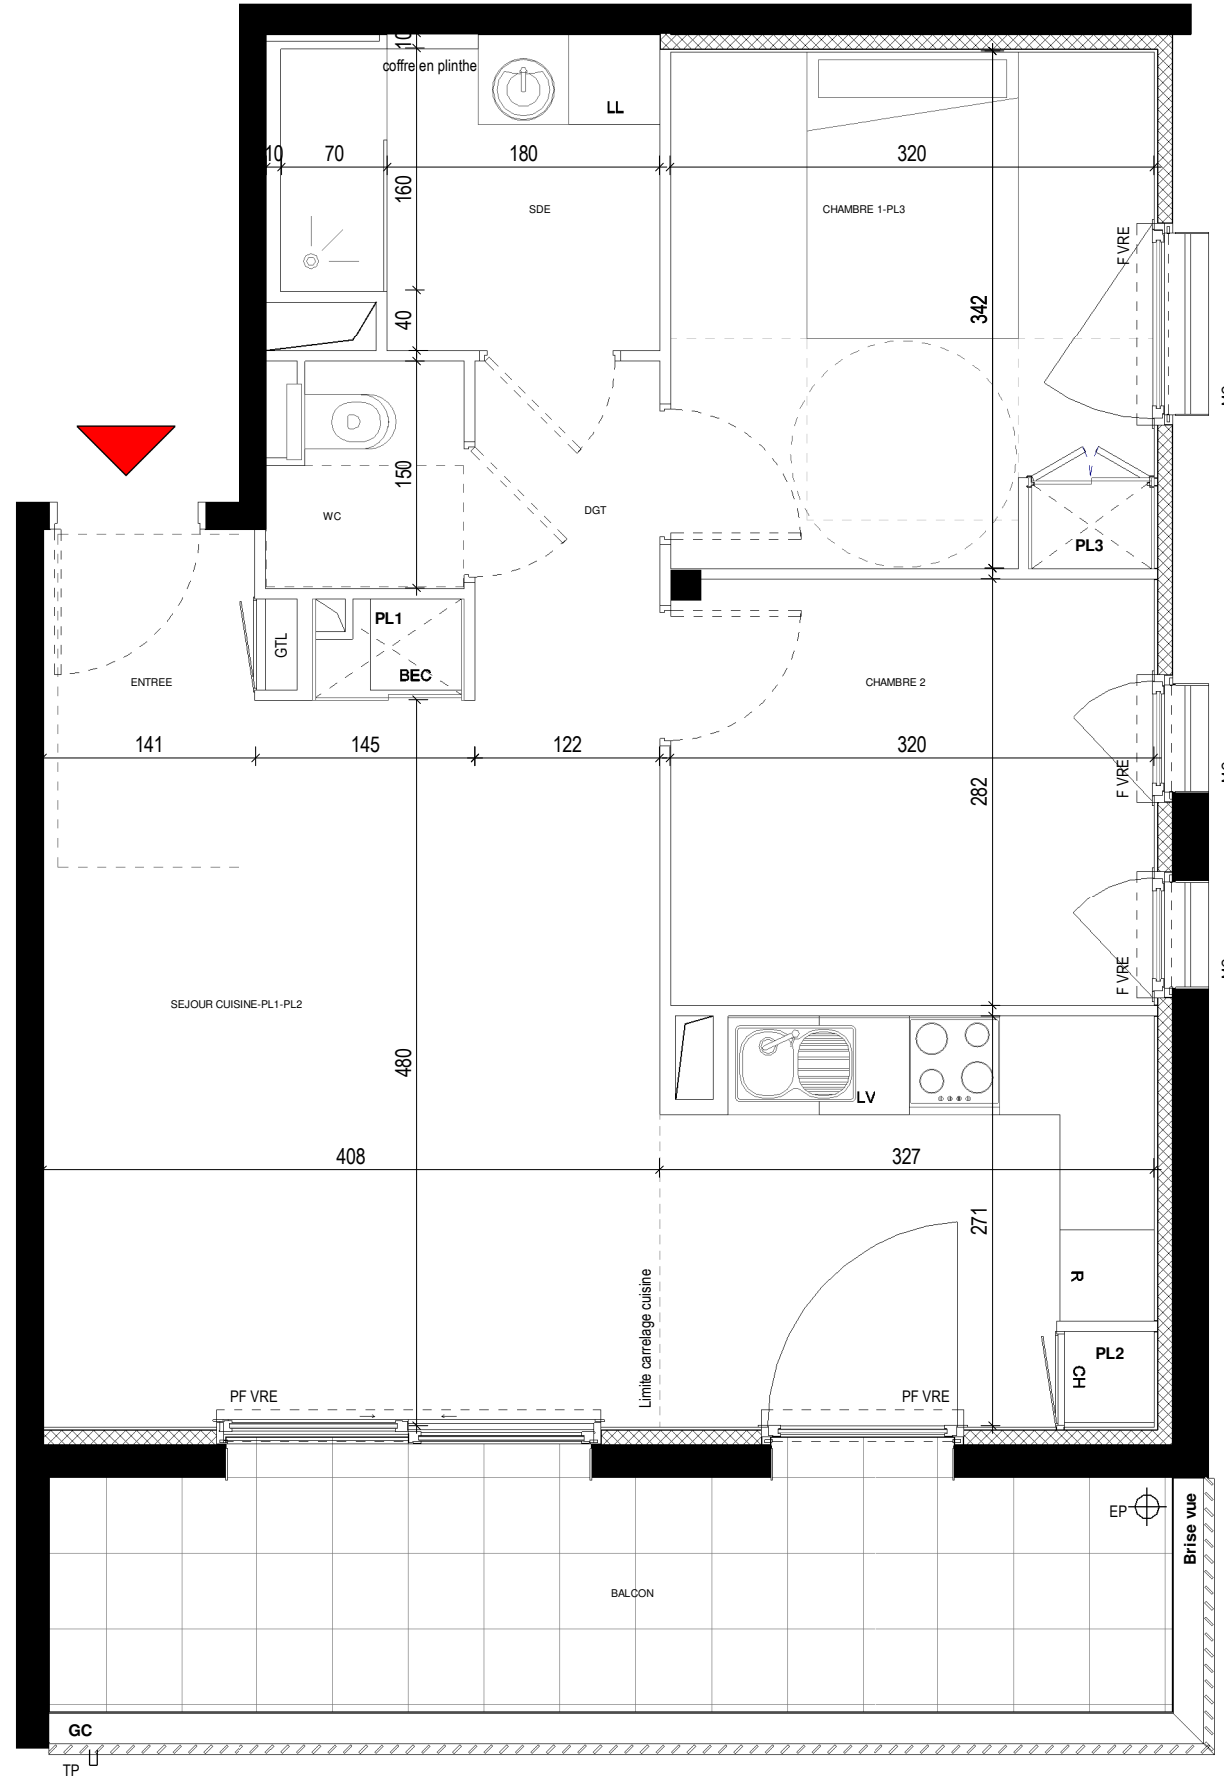 10
coffre en plinthe
LL
10
70
180
320
160
SDE
CHAMBRE 1-PL3
F VRE
342
40
150
WC
DGT
PL3
PL1
GTL
BEC
ENTREE
CHAMBRE 2
141
145
122
320
F VRE
282
F VRE
SEJOUR CUISINE-PL1-PL2
480
LV
408
327
271
R
Limite carrelage cuisine
PL2
CH
PF VRE
PF VRE
EP
Brise vue
BALCON
GC
TP